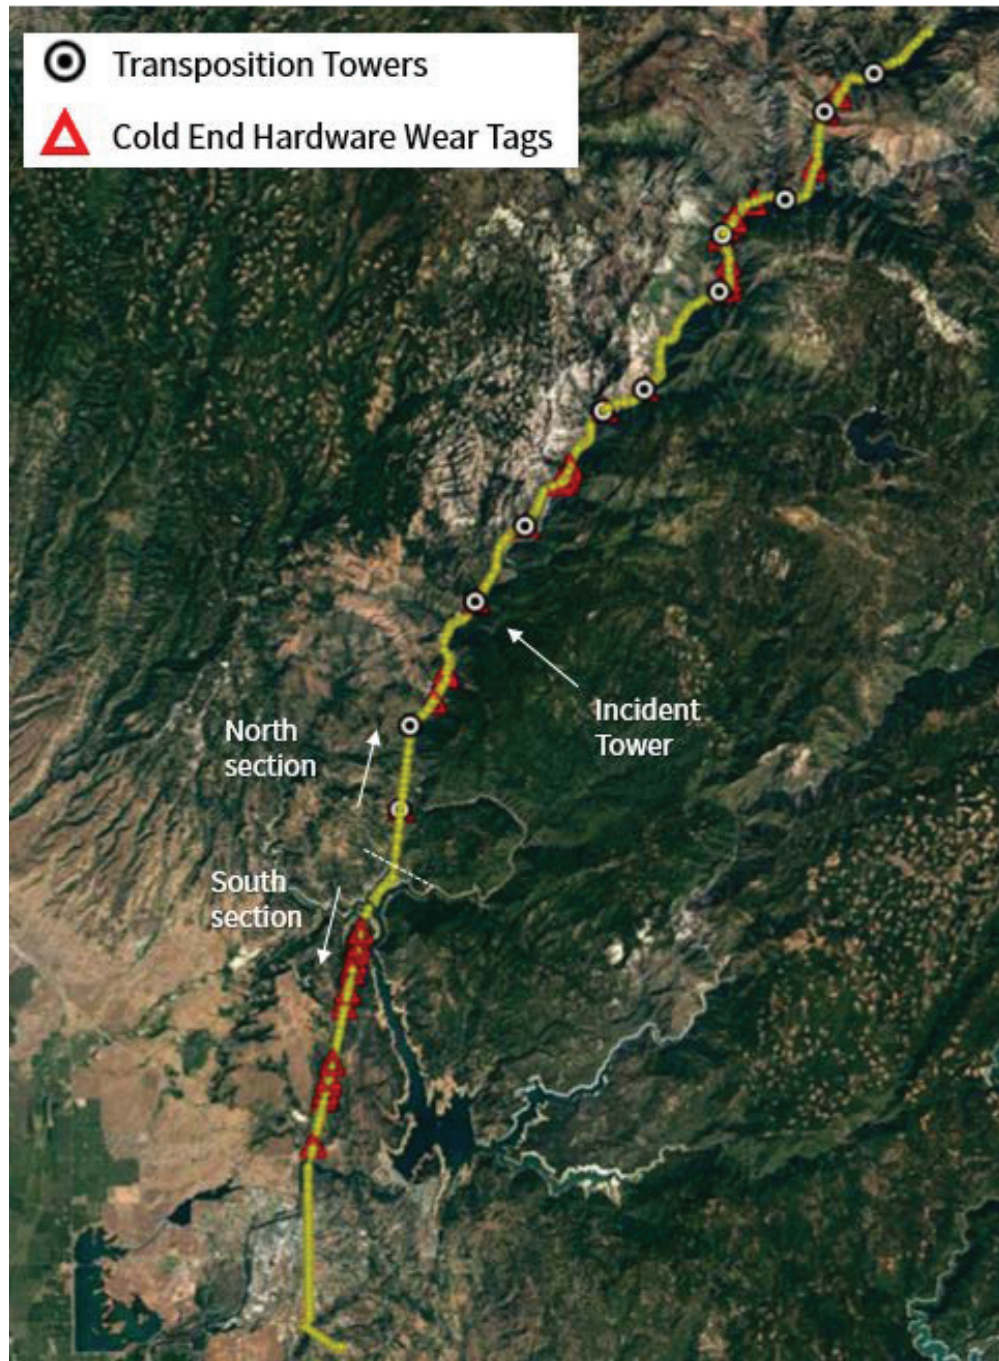 Transposition Towers
Cold End Hardware Wear Tags
Incident
Tower
North
section
South
section